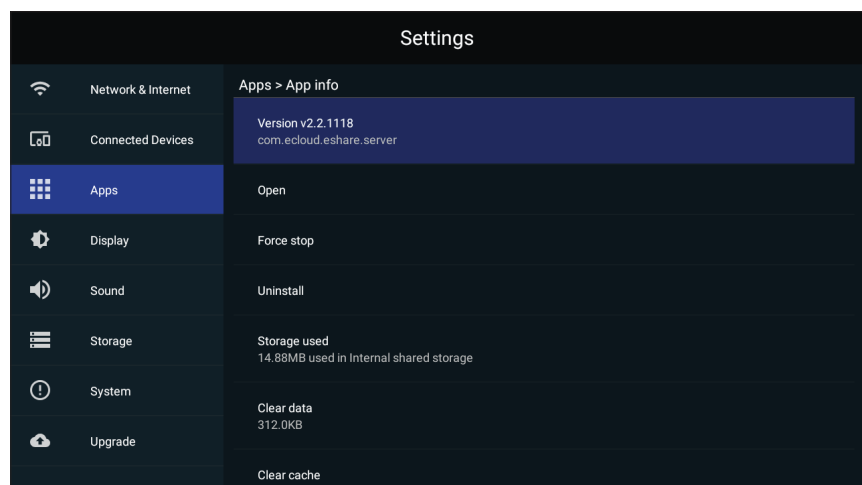 Settings
Network & Internet
Connected Devices
Apps
Display
Sound
Storage
System
Upgrade
Apps > App info
Version v2.2.1118
com.ecloud.eshare.server
Open
Force stop
Uninstall
Storage used
14.88MB used in Internal shared storage
Clear data
312.0KB
Clear cache